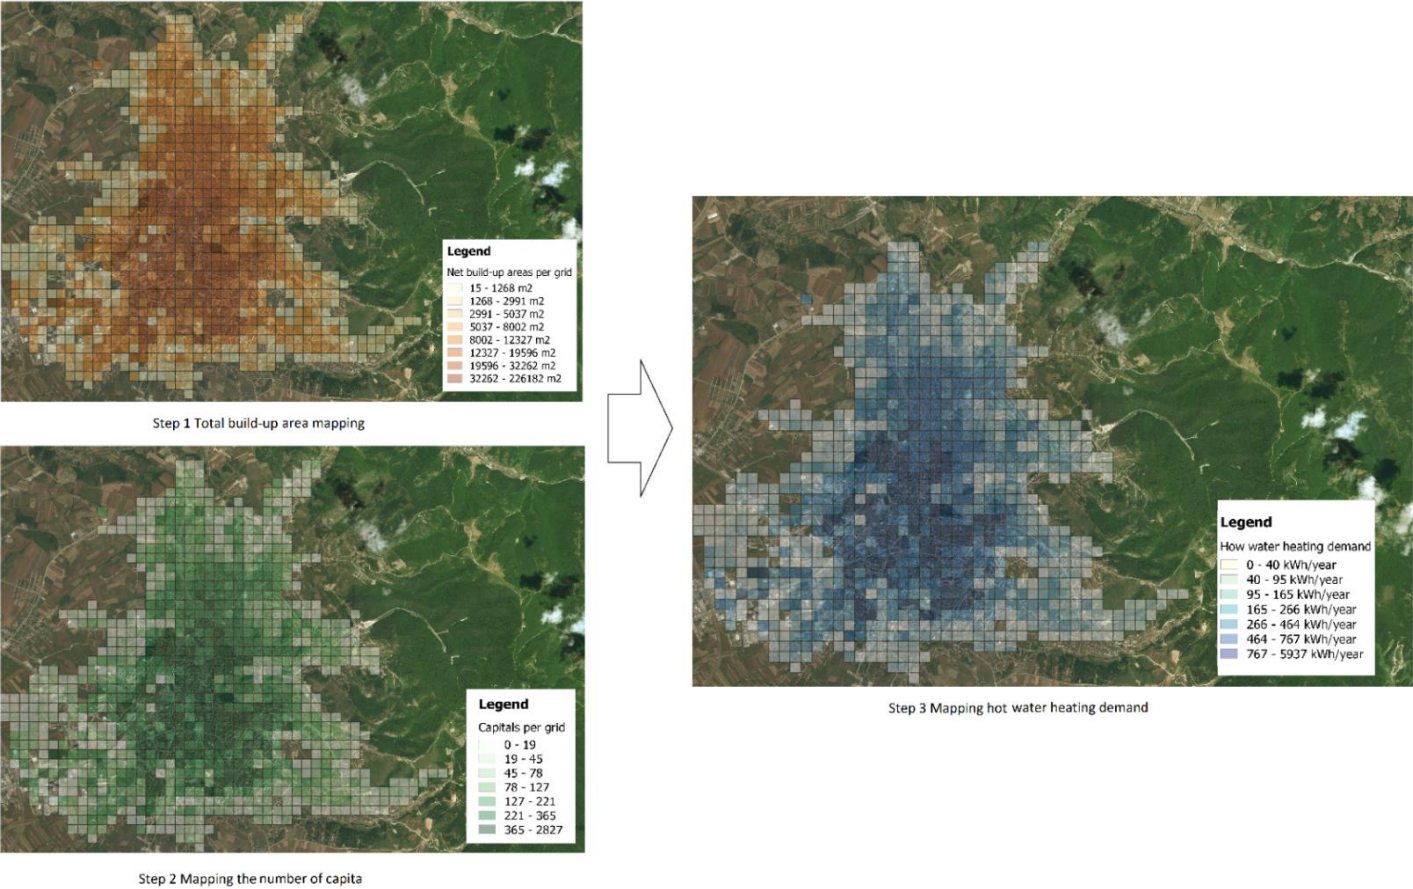 Legend
Net build-up areas per grid
15 - 1268 m2
1268 - 2991 m2
2991 - 5037 m2
5037 - 8002 m2
8002 - 12327 m2
12327 - 19596 m2
19596 - 32262 m2
32262 - 226182 m2
Step 1 Total build-up area mapping
Legend
Capitals per grid
0 - 19
19 - 45
45 - 78
78 - 127
127 - 221
221 - 365
365 - 2827
Step 2 Mapping the number of capita
Legend
How water heating demand
0 - 40 kWh/year
40 - 95 kWh/year
95 - 165 kWh/year
165 - 266 kWh/year
266 - 464 kWh/year
464 - 767 kWh/year
767 - 5937 kWh/year
Step 3 Mapping hot water heating demand